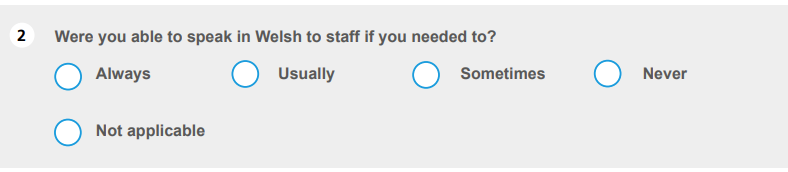 2 Were you able to speak in Welsh to staff if you needed to?
Always Usually Sometimes Never
Not applicable